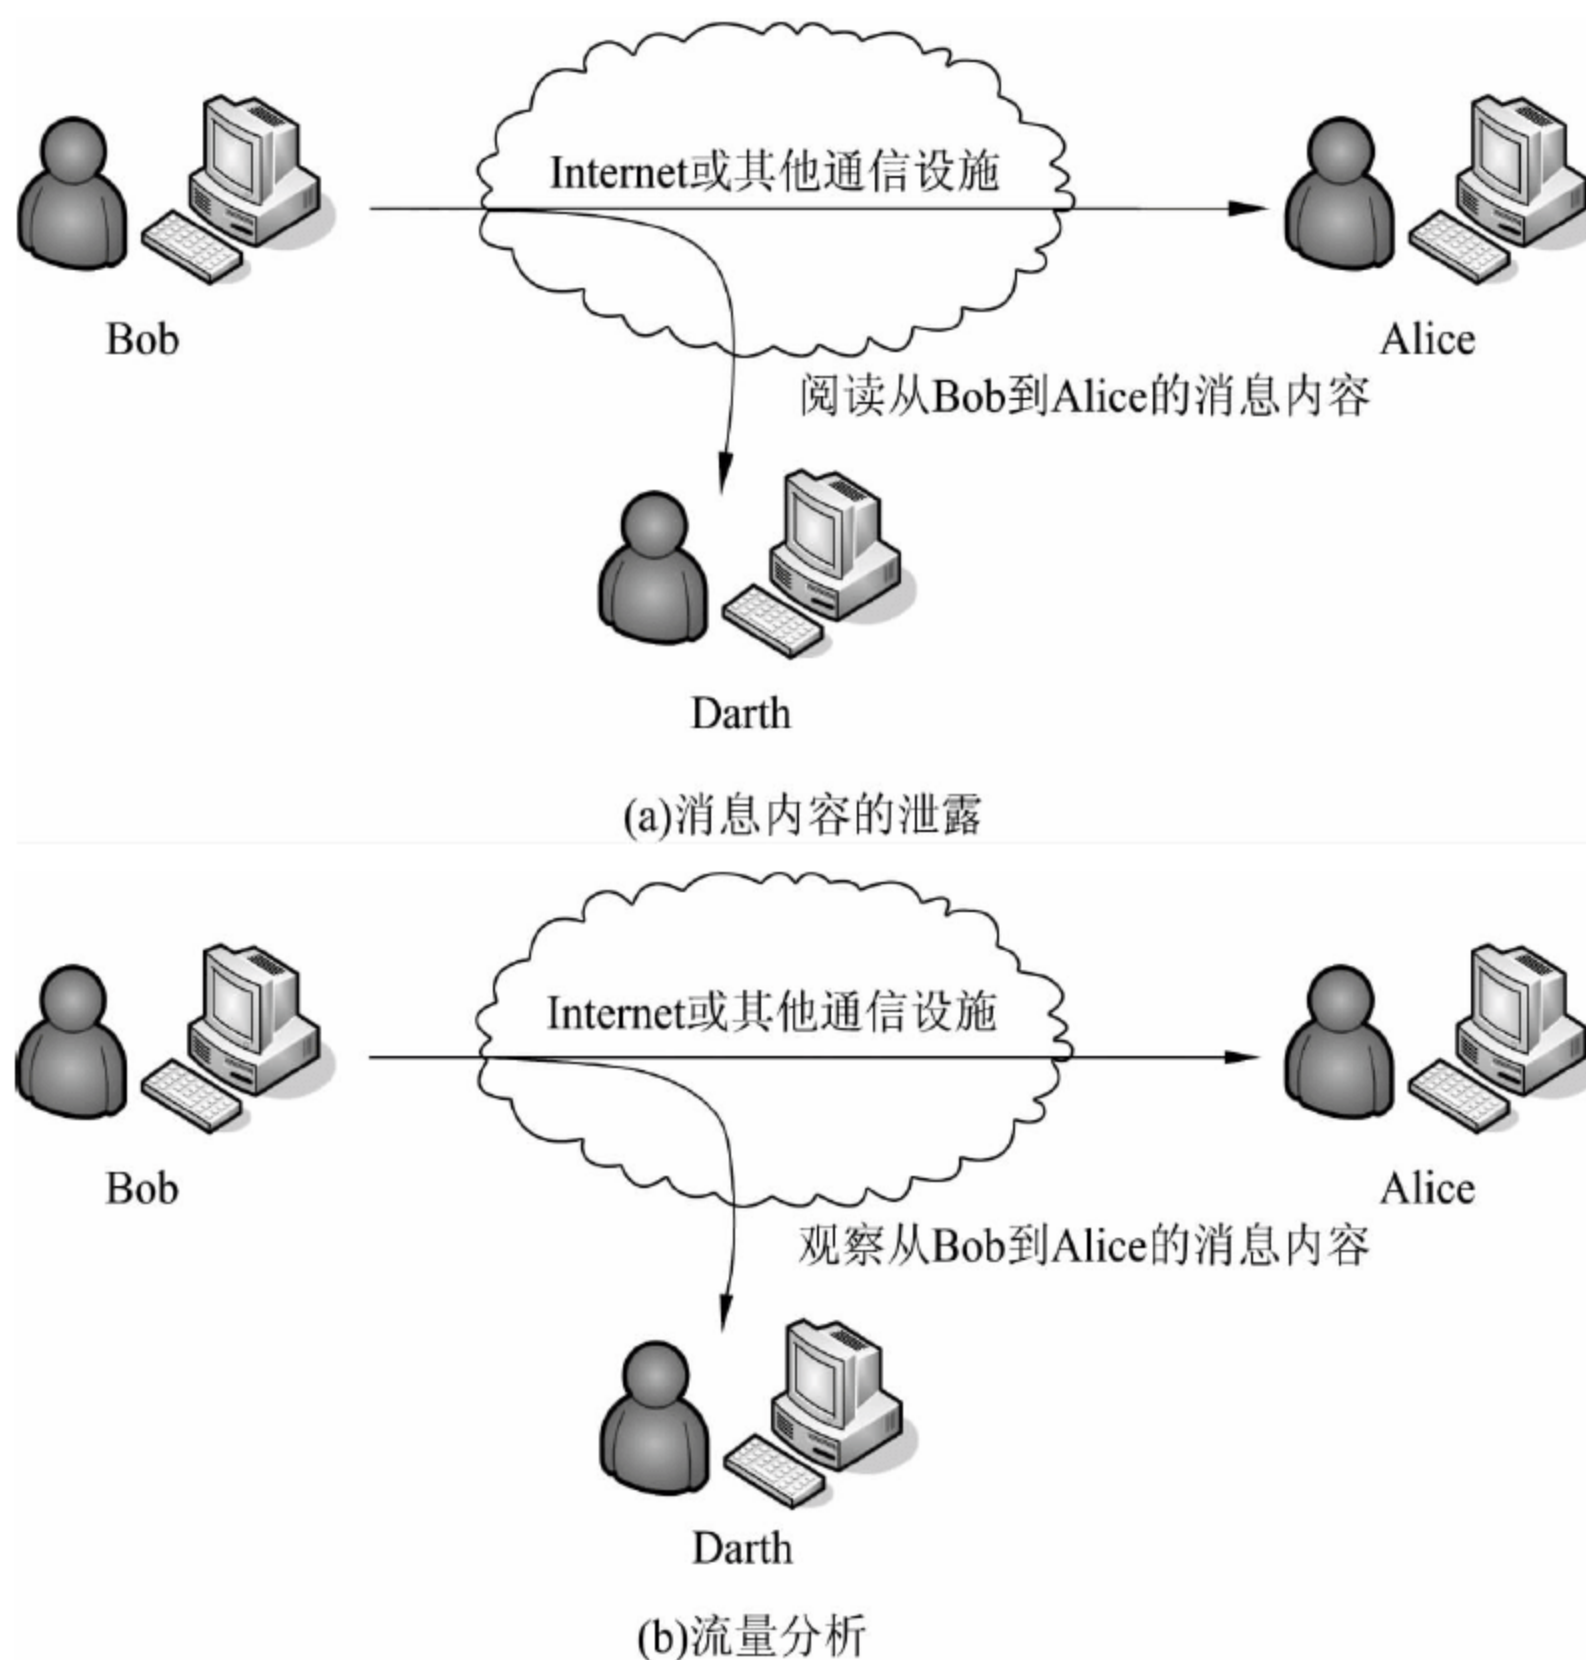 Internet或其他通信设施
Bob
Alice
阅读从Bob到Alice的消息内容
Darth
(a)消息内容的泄露
Internet或其他通信设施
Bob
Alice
观察从Bob到Alice的消息内容
Darth
(b)流量分析